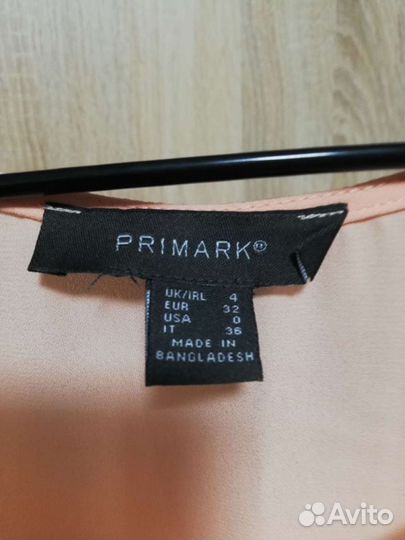 PRIMARK®
UK/IRL 4
EUR 32
USA 0
IT 36
MADE IN
BANGLADESH
Avito